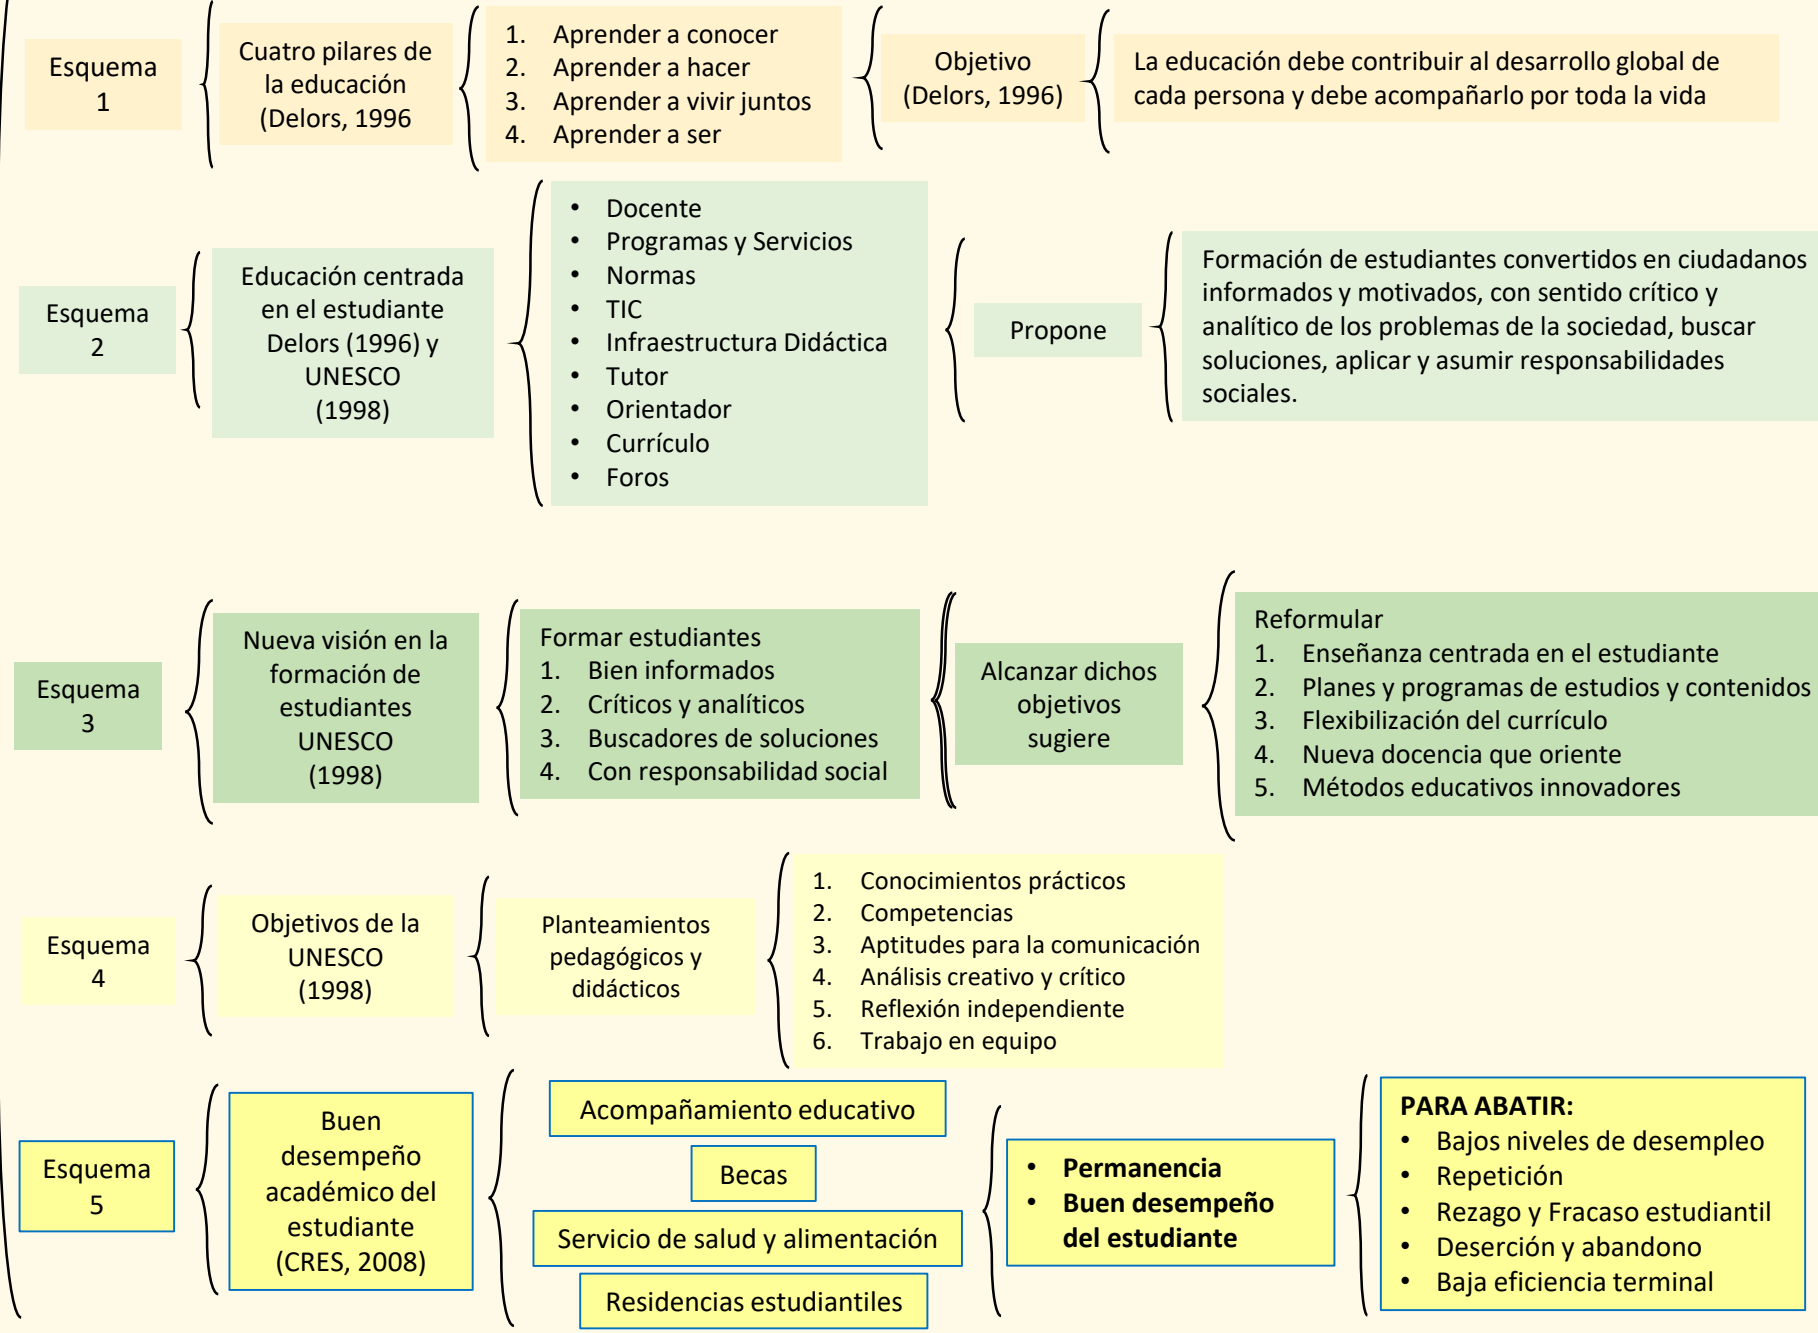 Esquema
1
Cuatro pilares de
la educación
(Delors, 1996
1. Aprender a conocer
2. Aprender a hacer
3. Aprender a vivir juntos
4. Aprender a ser
Objetivo
(Delors, 1996)
La educación debe contribuir al desarrollo global de
cada persona y debe acompañarlo por toda la vida
Esquema
2
Educación centrada
en el estudiante
Delors (1996) y
UNESCO
(1998)
• Docente
• Programas y Servicios
• Normas
• TIC
• Infraestructura Didáctica
• Tutor
• Orientador
• Currículo
• Foros
Propone
Formación de estudiantes convertidos en ciudadanos
informados y motivados, con sentido crítico y
analítico de los problemas de la sociedad, buscar
soluciones, aplicar y asumir responsabilidades
sociales.
Esquema
3
Nueva visión en la
formación de
estudiantes
UNESCO
(1998)
Formar estudiantes
1. Bien informados
2. Críticos y analíticos
3. Buscadores de soluciones
4. Con responsabilidad social
Alcanzar dichos
objetivos
sugiere
Reformular
1. Enseñanza centrada en el estudiante
2. Planes y programas de estudios y contenidos
3. Flexibilización del currículo
4. Nueva docencia que oriente
5. Métodos educativos innovadores
Esquema
4
Objetivos de la
UNESCO
(1998)
Planteamientos
pedagógicos y
didácticos
1. Conocimientos prácticos
2. Competencias
3. Aptitudes para la comunicación
4. Análisis creativo y crítico
5. Reflexión independiente
6. Trabajo en equipo
Esquema
5
Buen
desempeño
académico del
estudiante
(CRES, 2008)
Acompañamiento educativo
Becas
Servicio de salud y alimentación
Residencias estudiantiles
• Permanencia
• Buen desempeño
del estudiante
PARA ABATIR:
• Bajos niveles de desempleo
• Repetición
• Rezago y Fracaso estudiantil
• Deserción y abandono
• Baja eficiencia terminal